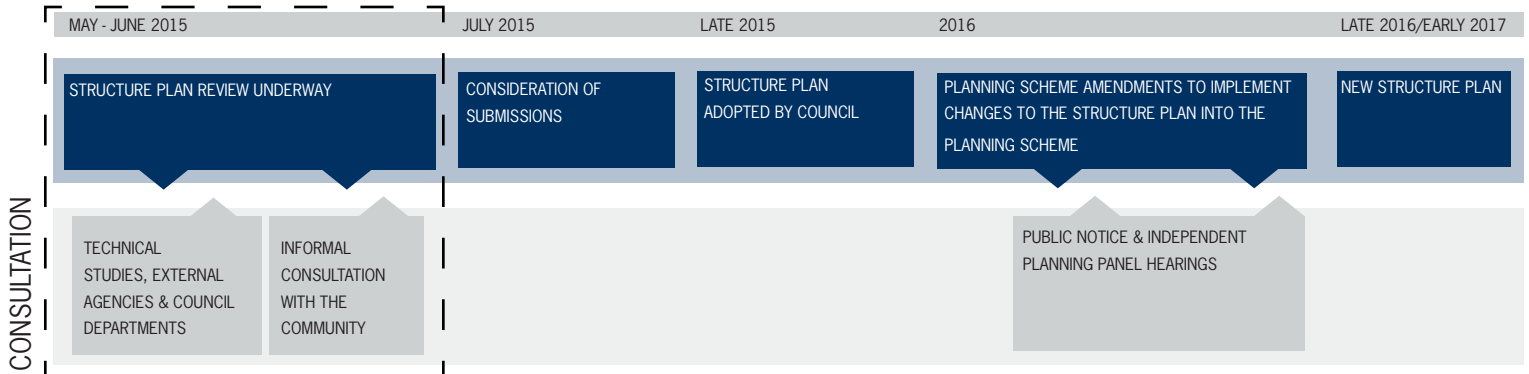 MAY - JUNE 2015
JULY 2015
LATE 2015
2016
LATE 2016/EARLY 2017
STRUCTURE PLAN REVIEW UNDERWAY
CONSIDERATION OF
SUBMISSIONS
STRUCTURE PLAN
ADOPTED BY COUNCIL
PLANNING SCHEME AMENDMENTS TO IMPLEMENT
CHANGES TO THE STRUCTURE PLAN INTO THE
PLANNING SCHEME
NEW STRUCTURE PLAN
CONSULTATION
TECHNICAL
STUDIES, EXTERNAL
AGENCIES & COUNCIL
DEPARTMENTS
INFORMAL
CONSULTATION
WITH THE
COMMUNITY
PUBLIC NOTICE & INDEPENDENT
PLANNING PANEL HEARINGS